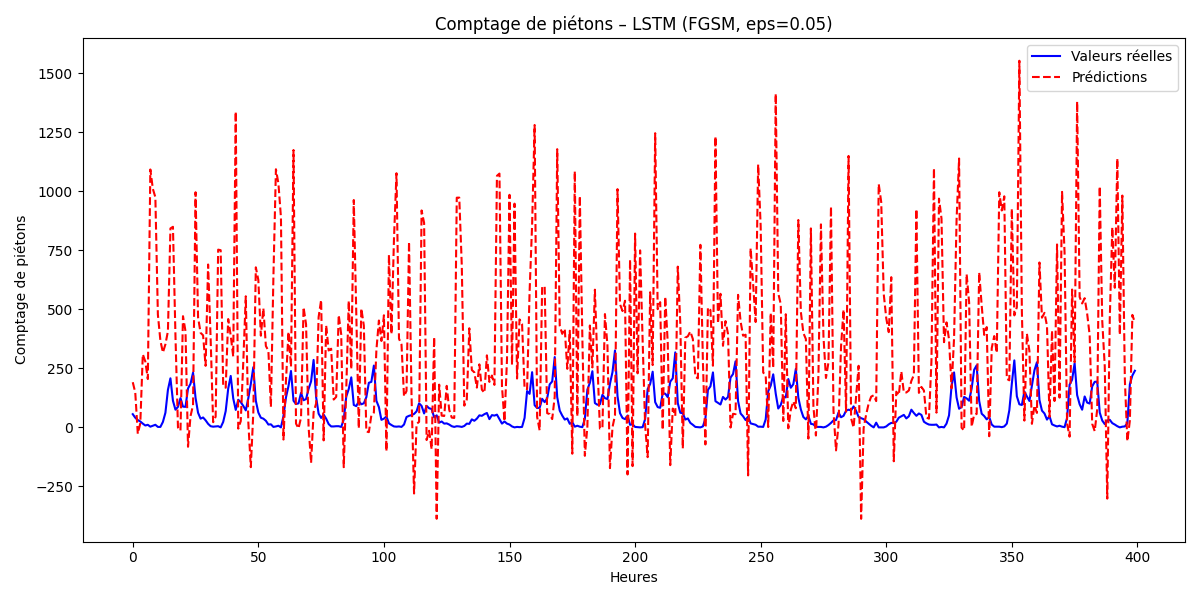 Comptage de piétons – LSTM (FGSM, eps=0.05)
Valeurs réelles
Prédictions
Comptage de piétons
1500
1250
1000
750
500
250
0
−250
0 50 100 150 200 250 300 350 400
Heures